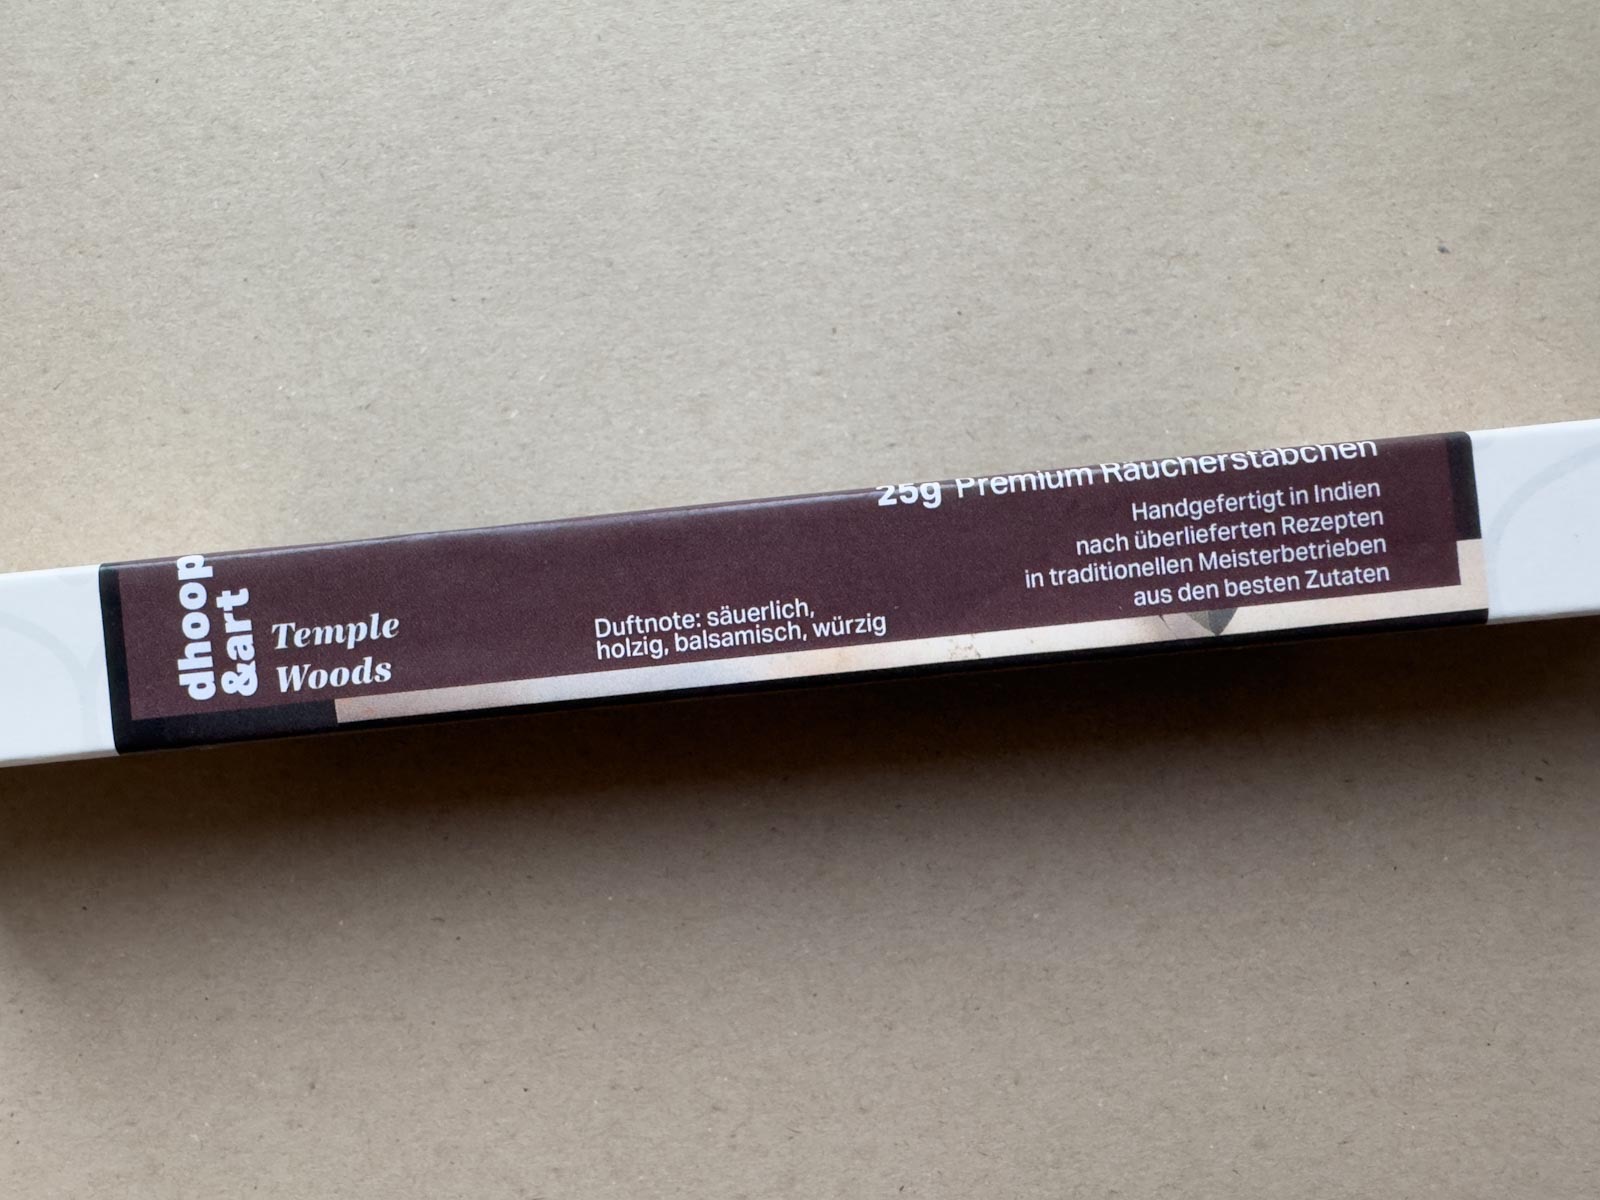 dhoop
&art
Temple
Woods
Duftnote: säuerlich,
holzig, balsamisch, würzig
25g Premium Räucherstäbchen
Handgefertigt in Indien
nach überlieferten Rezepten
in traditionellen Meisterbetrieben
aus den besten Zutaten